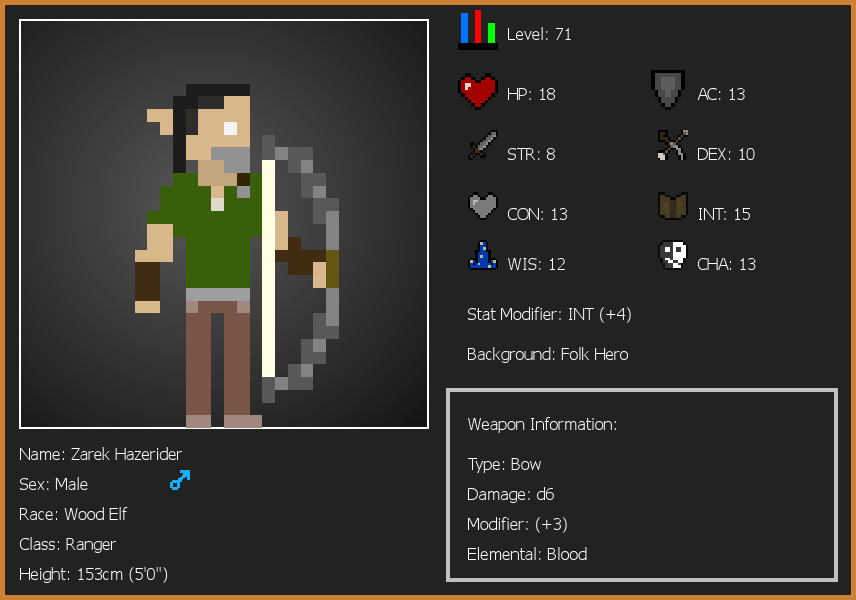 Level: 71
HP: 18
AC: 13
STR: 8
DEX: 10
CON: 13
INT: 15
WIS: 12
CHA: 13
Stat Modifier: INT (+4)
Background: Folk Hero
Weapon Information:
Type: Bow
Damage: d6
Modifier: (+3)
Elemental: Blood
Name: Zarek Hazerider
Sex: Male
Race: Wood Elf
Class: Ranger
Height: 153cm (5'0")